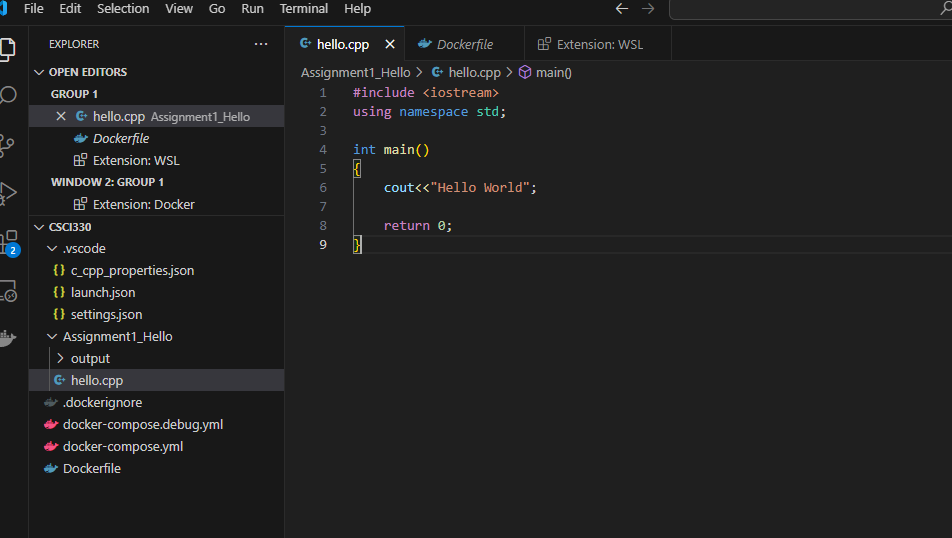 File Edit Selection View Go Run Terminal Help
EXPLORER
OPEN EDITORS
GROUP 1
hello.cpp Assignment1_Hello
Dockerfile
Extension: WSL
WINDOW 2: GROUP 1
Extension: Docker
CSCI330
.vscode
{} c_cpp_properties.json
{} launch.json
{} settings.json
Assignment1_Hello
output
hello.cpp
.dockerignore
docker-compose.debug.yml
docker-compose.yml
Dockerfile
2
hello.cpp Dockerfile Extension: WSL
Assignment1_Hello > hello.cpp > main()
1 #include <iostream>
2 using namespace std;
3
4 int main()
5 {
6 cout<<"Hello World";
7
8 return 0;
9 }